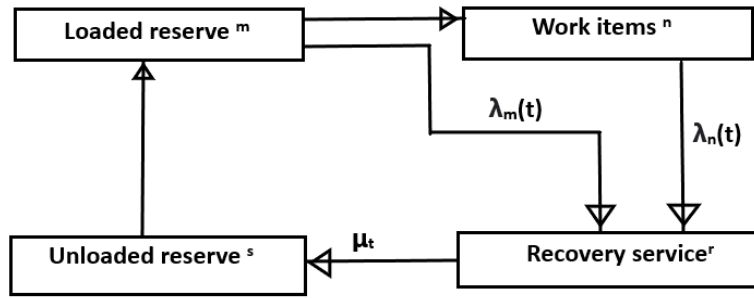 Loaded reserve ᵐ
Work items ⁿ
λₘ(t)
λₙ(t)
Unloaded reserve ˢ
μₜ
Recovery serviceʳ